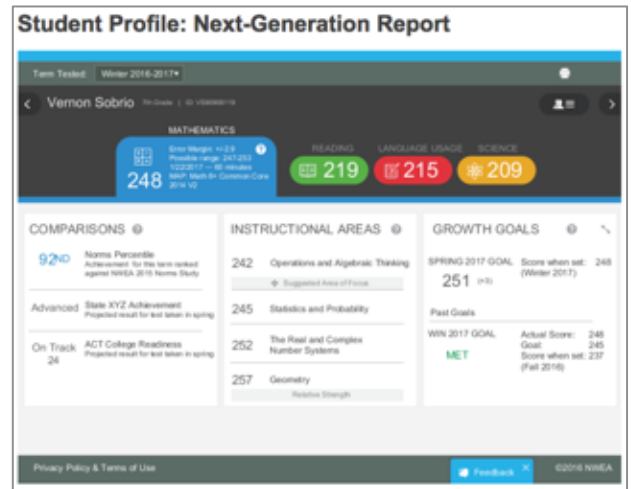 Student Profile: Next-Generation Report
Term Tested: Winter 2016-2017
Vernon Sobrio 7th Grade | ID
MATHEMATICS
248
Error Margin: +/-2.9
Possible range: 247-253
1/22/2017 — 60 minutes
MAP: Math 6+ Common Core
2014 V2
READING
219
LANGUAGE USAGE
215
SCIENCE
209
COMPARISONS
92ND
Norms Percentile
Achievement for this term ranked
against NWEA 2015 Norms Study
Advanced
State XYZ Achievement
Projected result for test taken in spring
On Track
24
ACT College Readiness
Projected result for test taken in spring
INSTRUCTIONAL AREAS
242 Operations and Algebraic Thinking
Suggested Area of Focus
245 Statistics and Probability
252 The Real and Complex
Number Systems
257 Geometry
Relative Strength
GROWTH GOALS
SPRING 2017 GOAL
251 (+3)
Score when set: 248
(Winter 2017)
Past Goals
WIN 2017 GOAL
MET
Actual Score: 248
Goal: 245
Score when set: 237
(Fall 2016)
Privacy Policy & Terms of Use
Feedback ×
©2016 NWEA